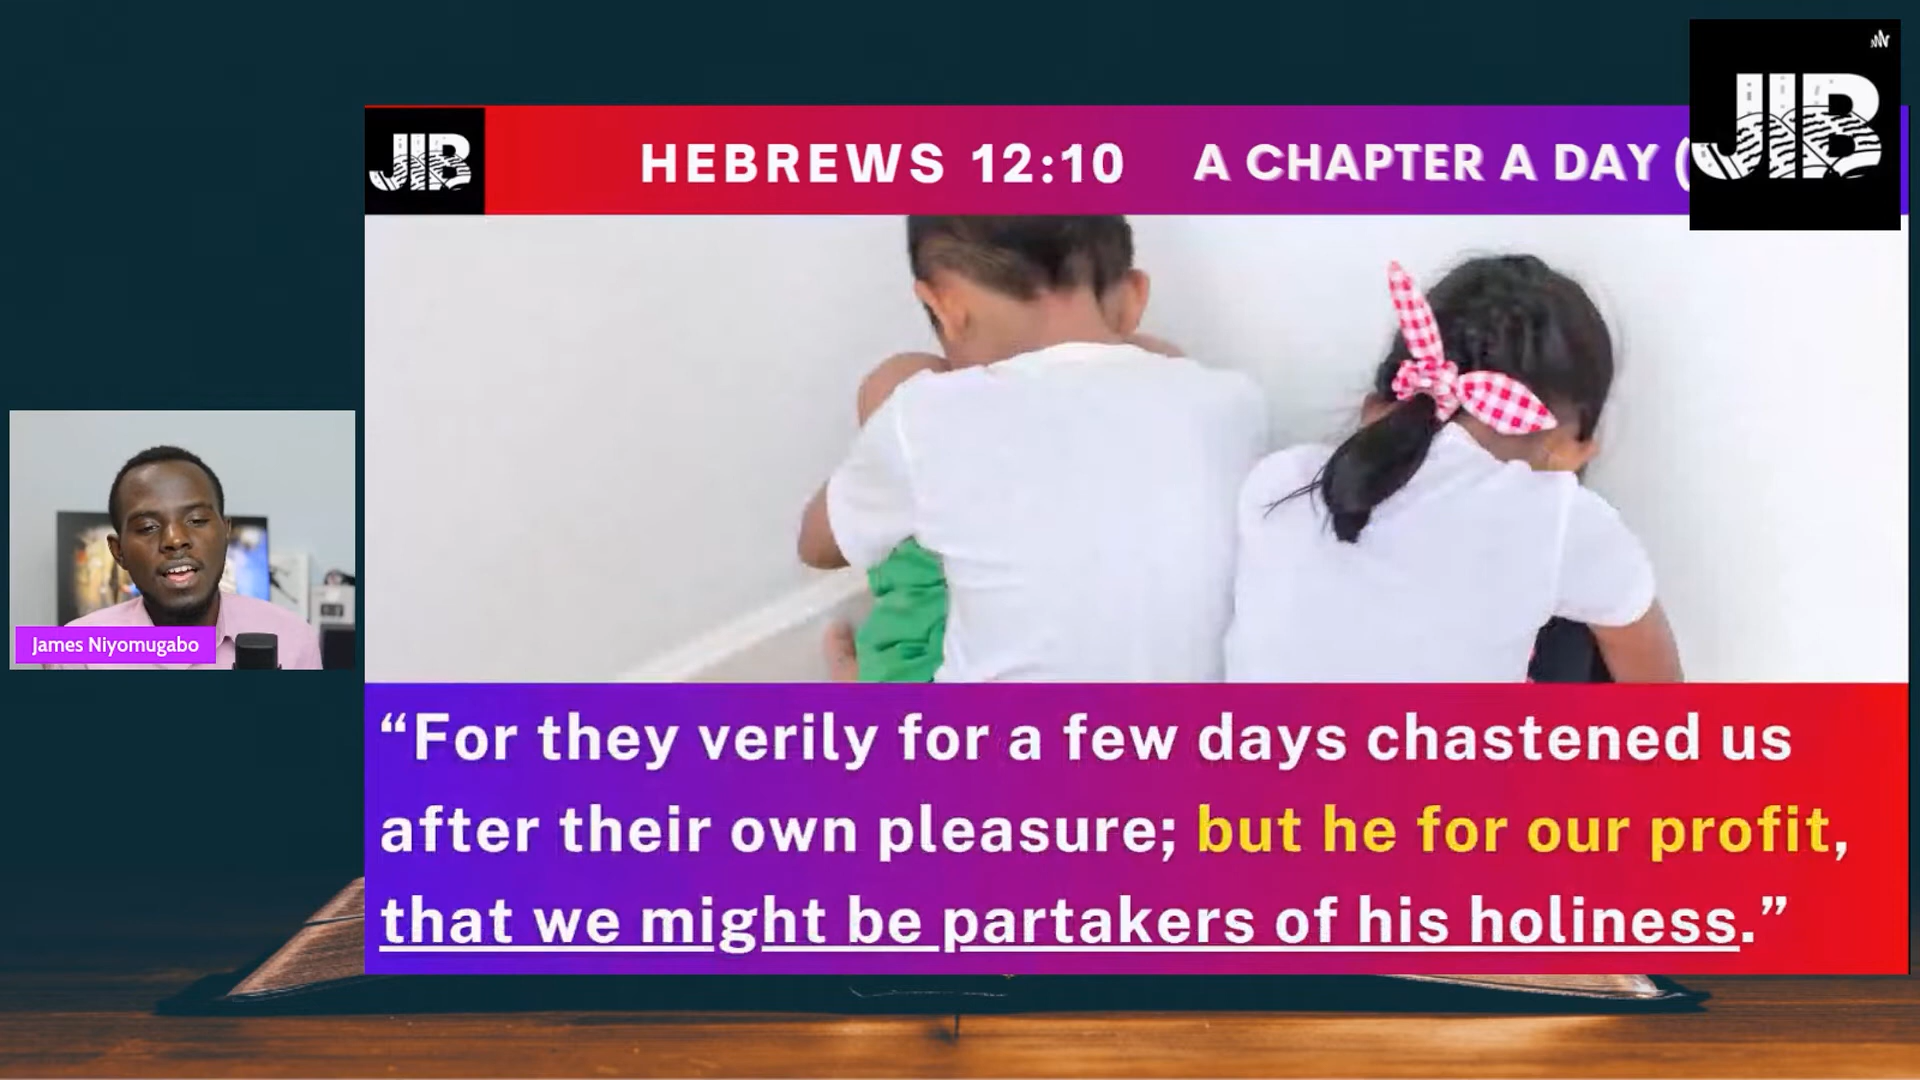 JIB
JIB
HEBREWS 12:10 A CHAPTER A DAY (
James Niyomugabo
“For they verily for a few days chastened us
after their own pleasure; but he for our profit,
that we might be partakers of his holiness.”